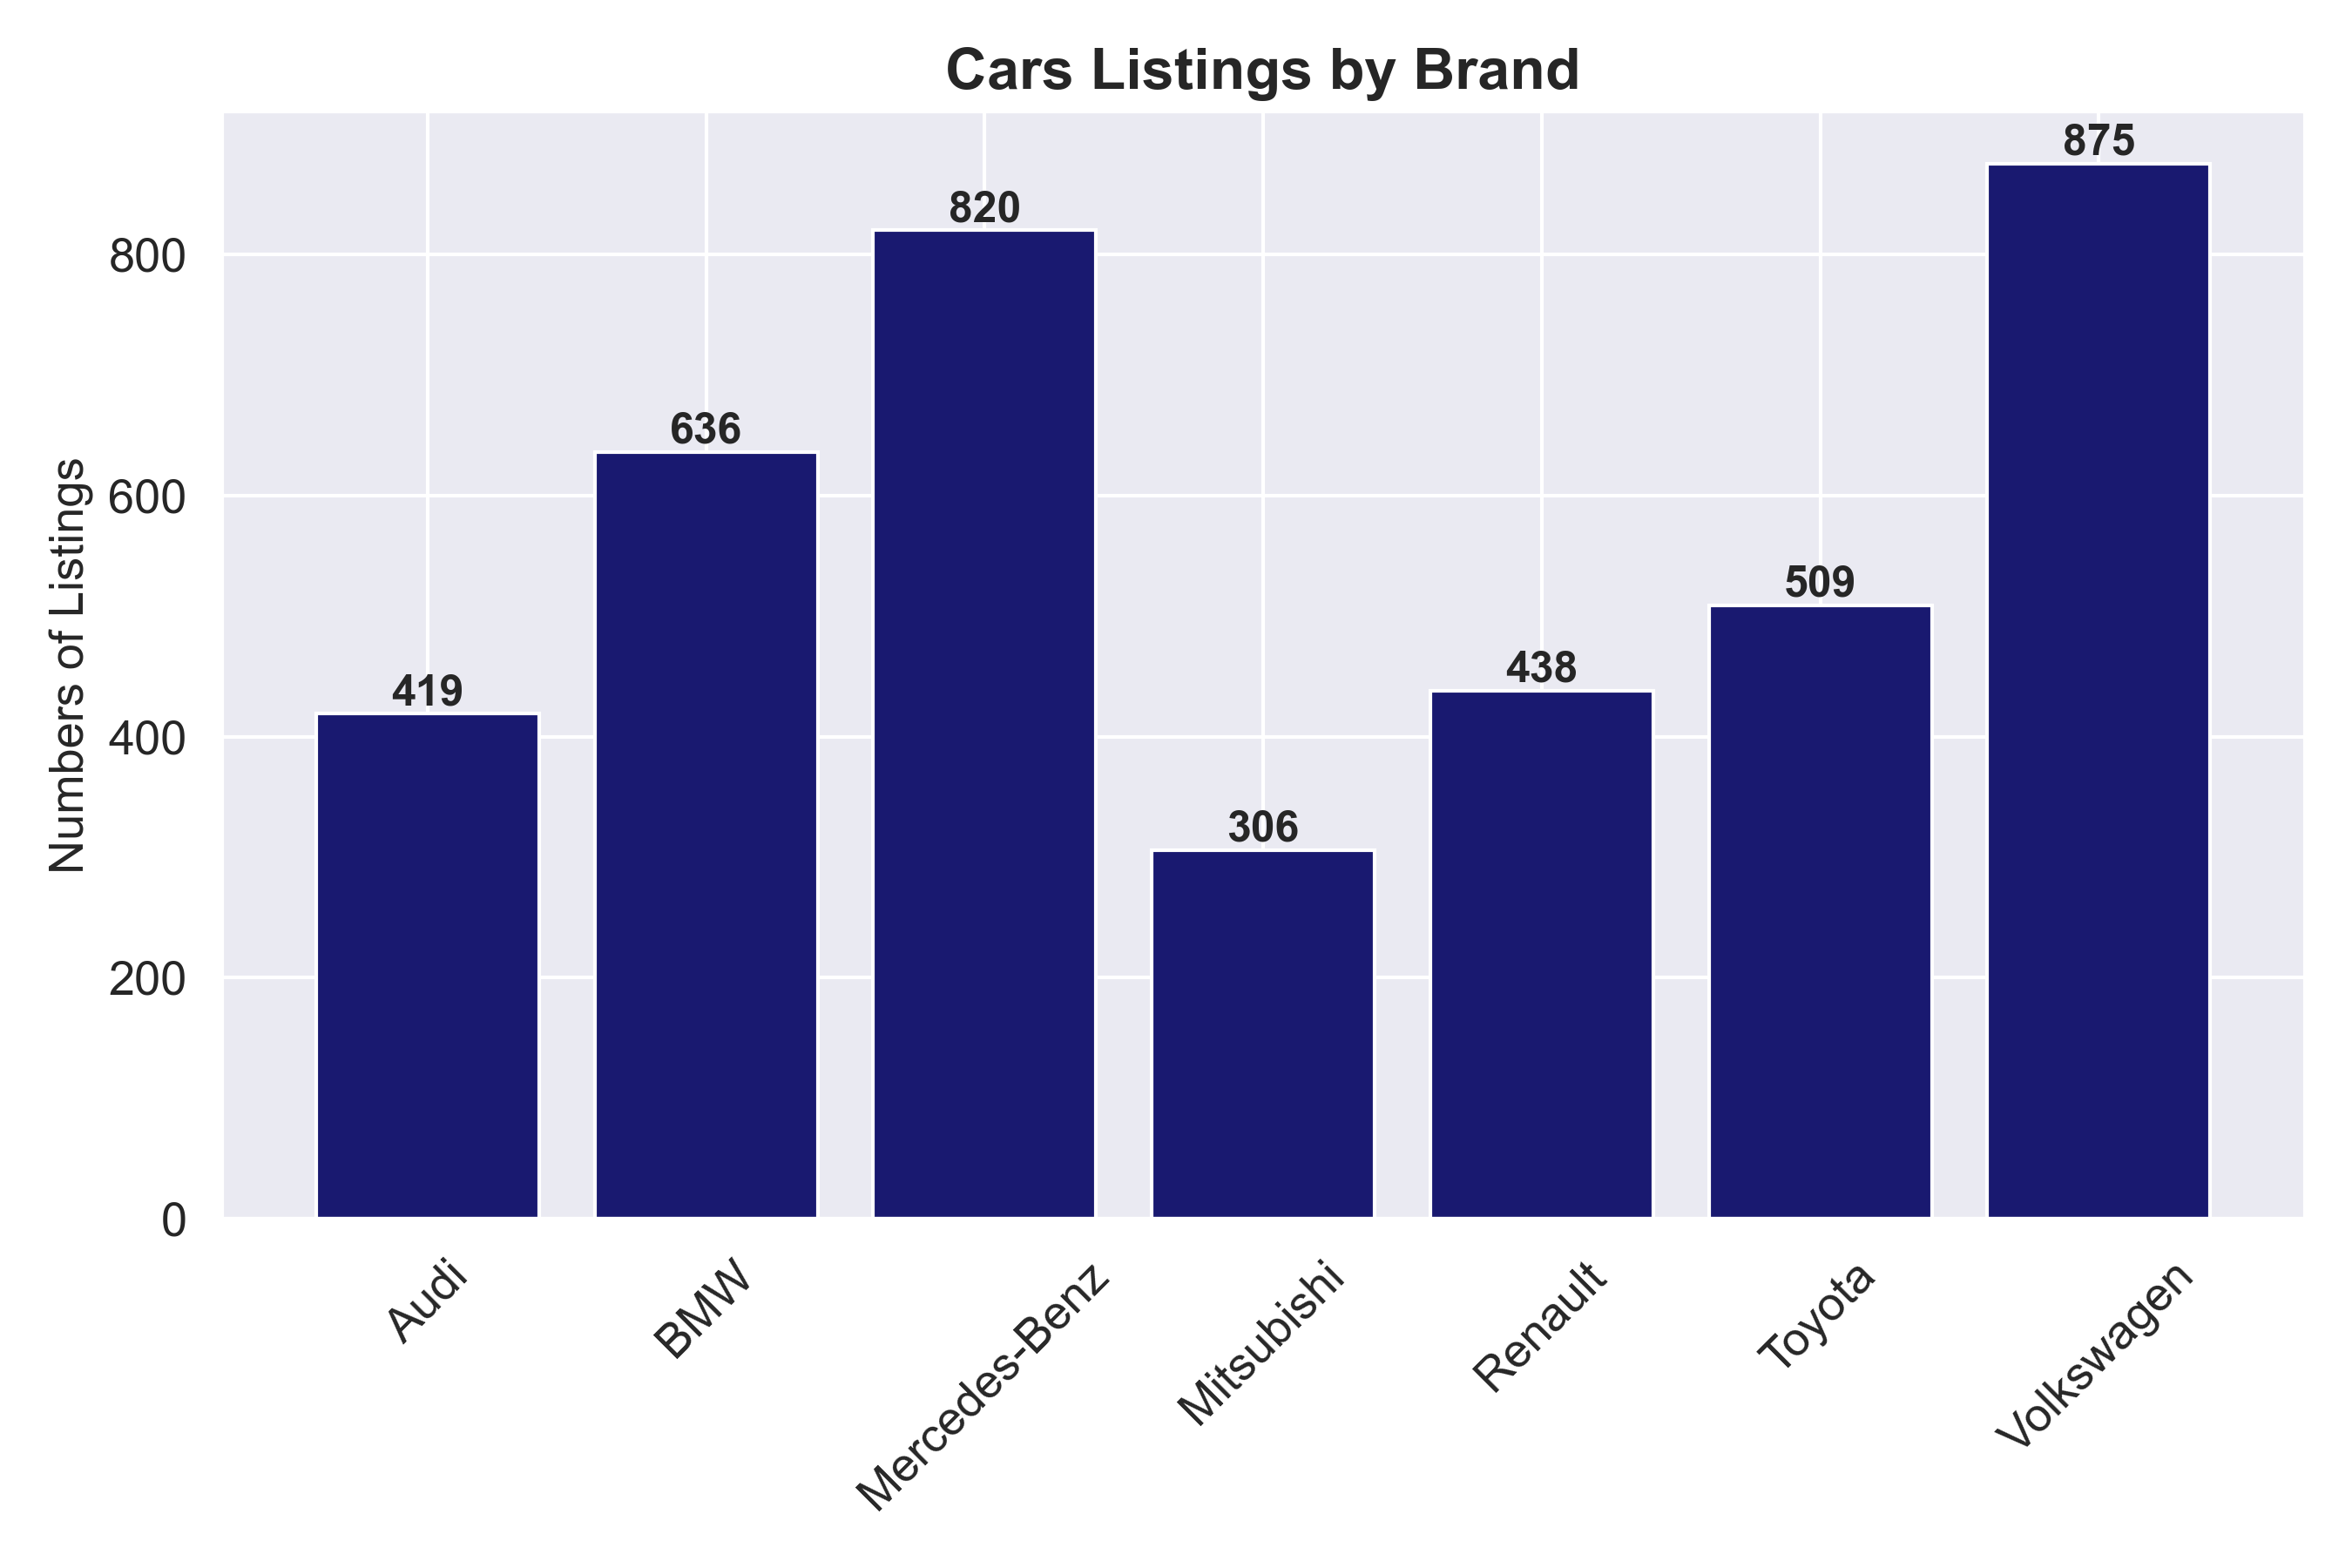 Cars Listings by Brand
Numbers of Listings
800
600
400
200
0
419
636
820
306
438
509
875
Audi
BMW
Mercedes-Benz
Mitsubishi
Renault
Toyota
Volkswagen